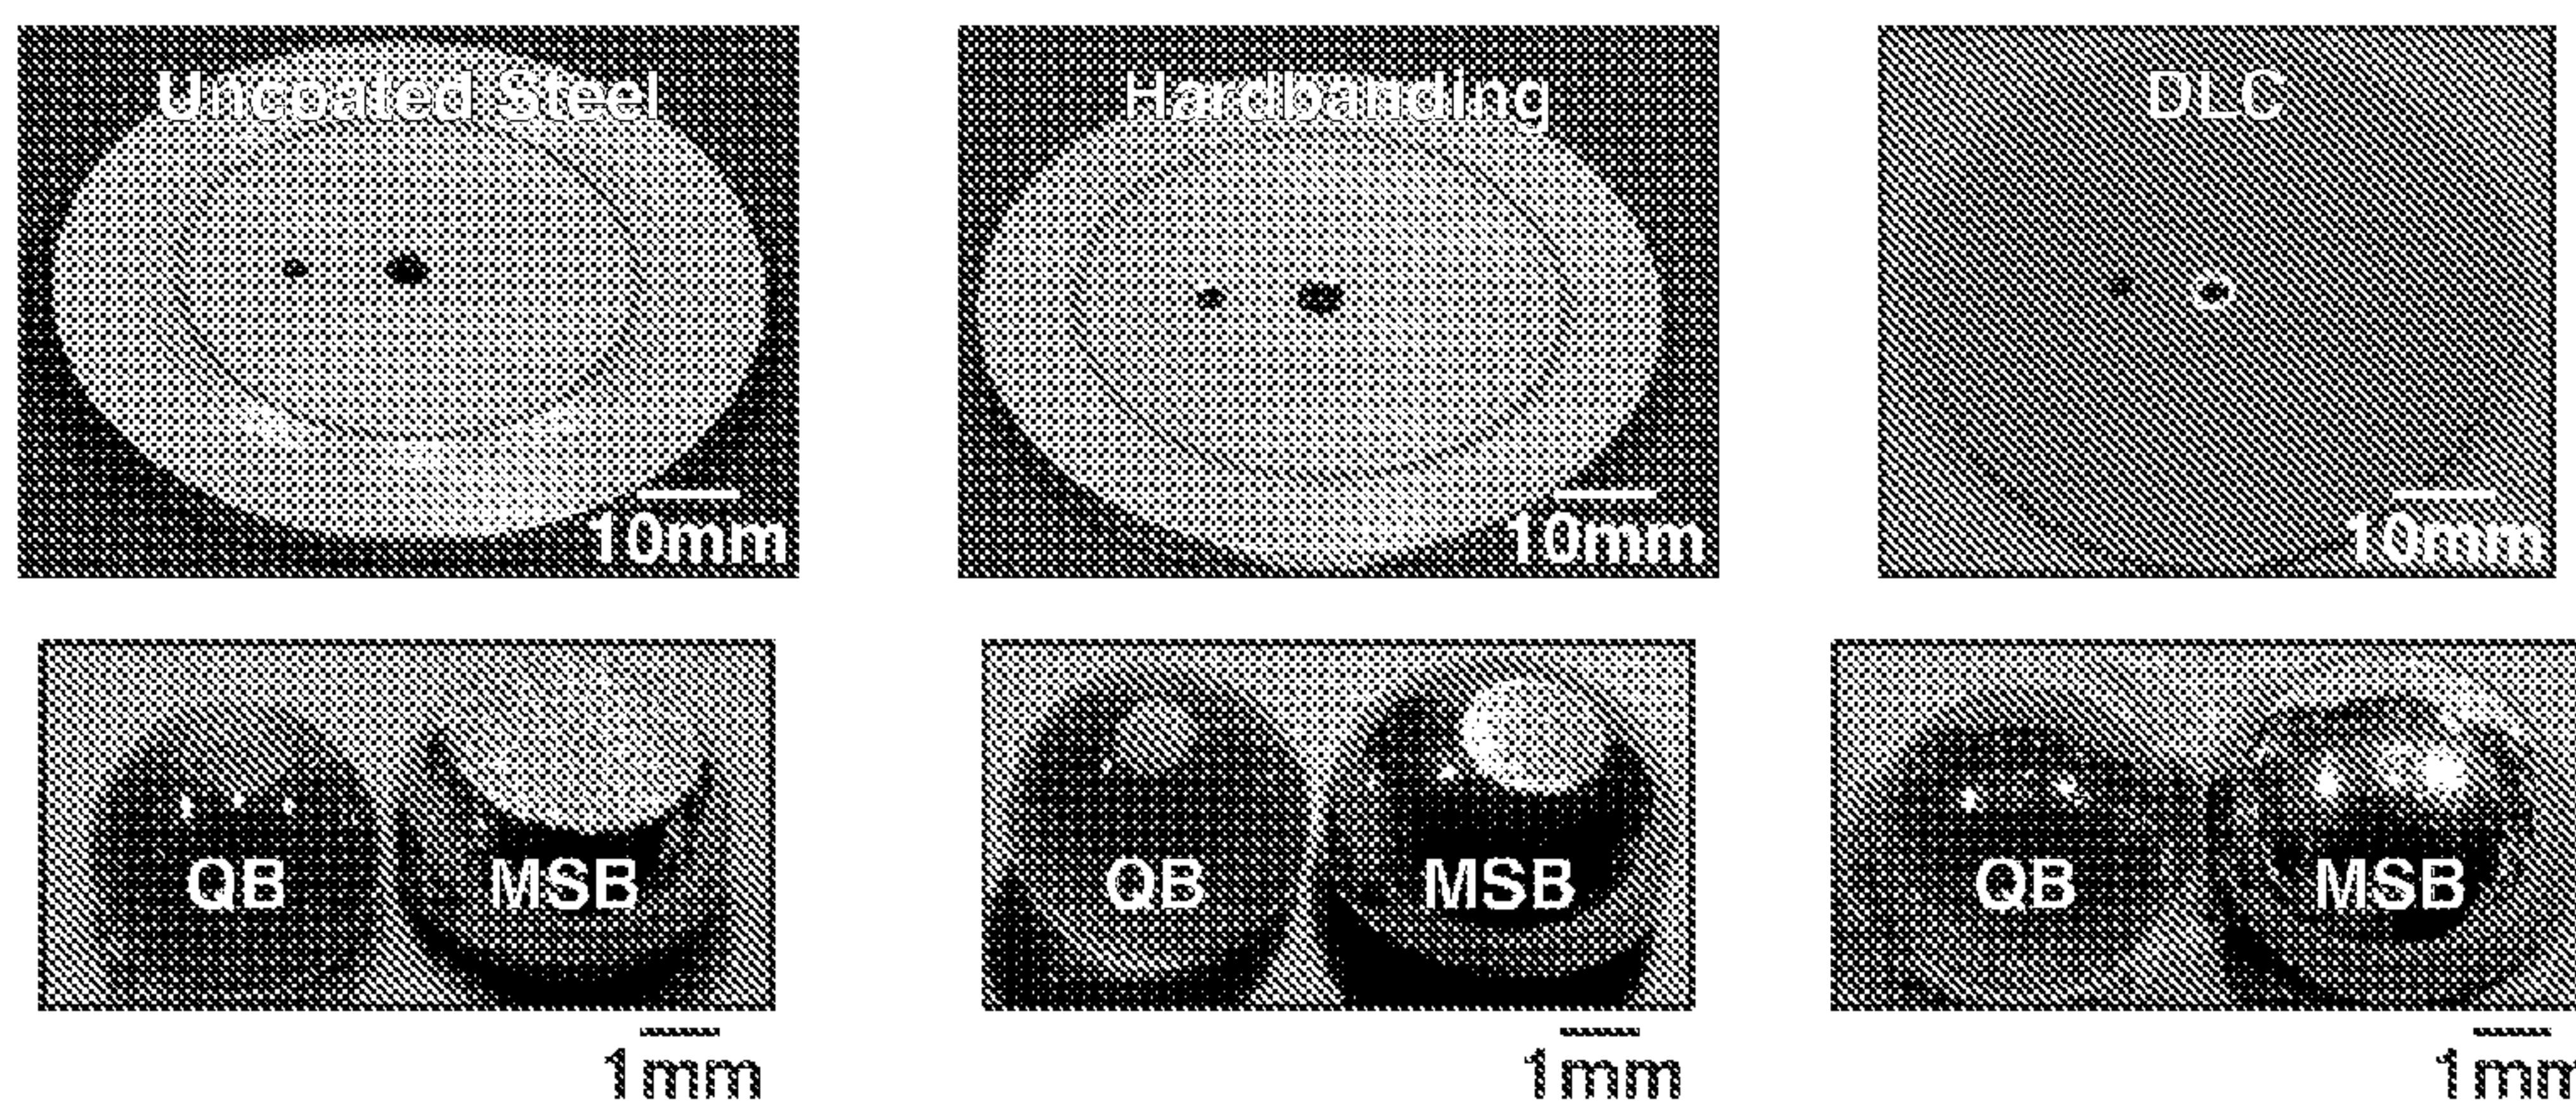 Uncoated Steel
10mm
Hardbanding
10mm
DLC
10mm
QB MSB
1mm
QB MSB
1mm
QB MSB
1mm